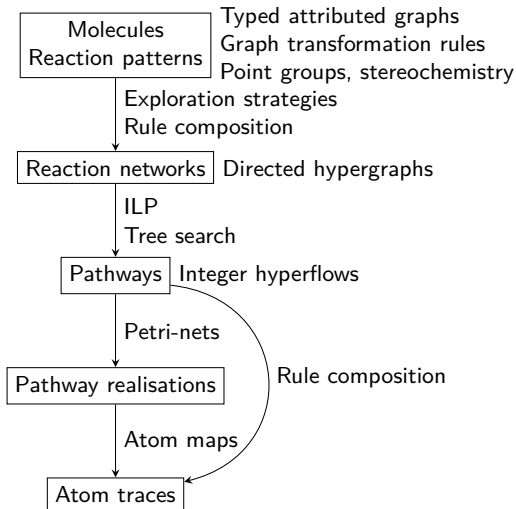 Molecules
Reaction patterns
Typed attributed graphs
Graph transformation rules
Point groups, stereochemistry
Exploration strategies
Rule composition
Reaction networks
Directed hypergraphs
ILP
Tree search
Pathways
Integer hyperflows
Petri-nets
Rule composition
Pathway realisations
Atom maps
Atom traces